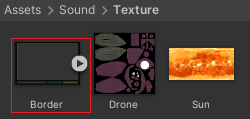 Assets > Sound > Texture
Border Drone Sun